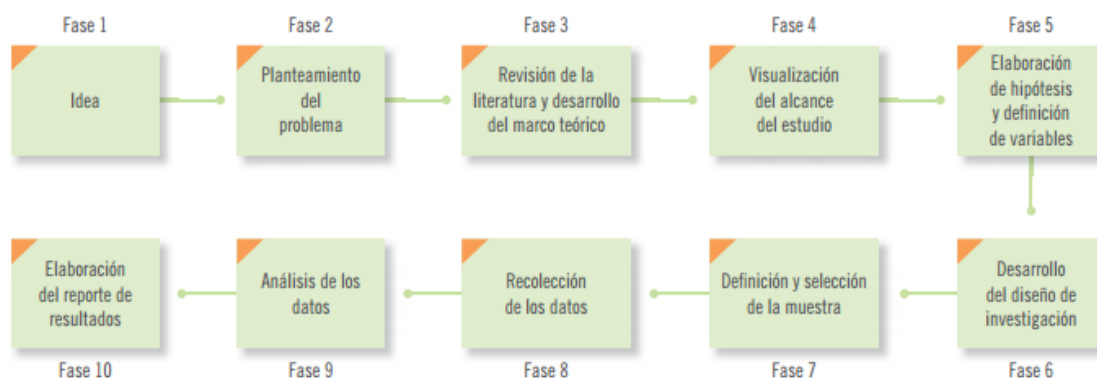 Fase 1
Idea
Fase 2
Planteamiento
del
problema
Fase 3
Revisión de la
literatura y desarrollo
del marco teórico
Fase 4
Visualización
del alcance
del estudio
Fase 5
Elaboración
de hipótesis
y definición
de variables
Desarrollo
del diseño de
investigación
Fase 6
Definición y selección
de la muestra
Fase 7
Recolección
de los datos
Fase 8
Análisis de los
datos
Fase 9
Elaboración
del reporte de
resultados
Fase 10